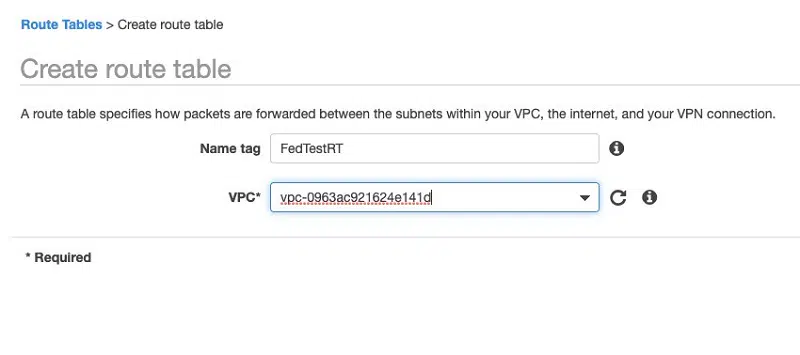 Route Tables > Create route table
Create route table
A route table specifies how packets are forwarded between the subnets within your VPC, the internet, and your VPN connection.
Name tag FedTestRT
VPC* vpc-0963ac921624e141d
* Required